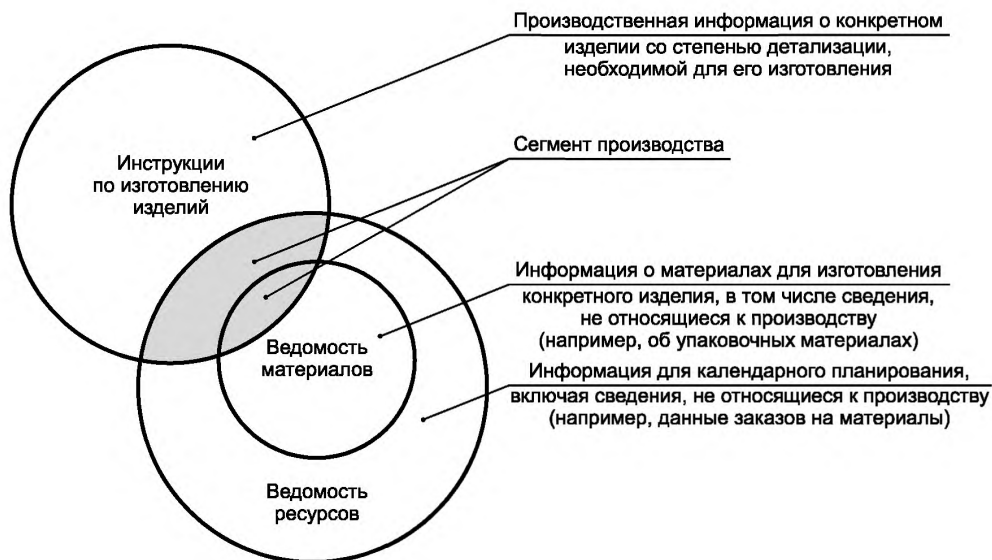 Производственная информация о конкретном
изделии со степенью детализации,
необходимой для его изготовления
Инструкции
по изготовлению
изделий
Сегмент производства
Информация о материалах для изготовления
конкретного изделия, в том числе сведения,
не относящиеся к производству
(например, об упаковочных материалах)
Ведомость
материалов
Информация для календарного планирования,
включая сведения, не относящиеся к производству
(например, данные заказов на материалы)
Ведомость
ресурсов